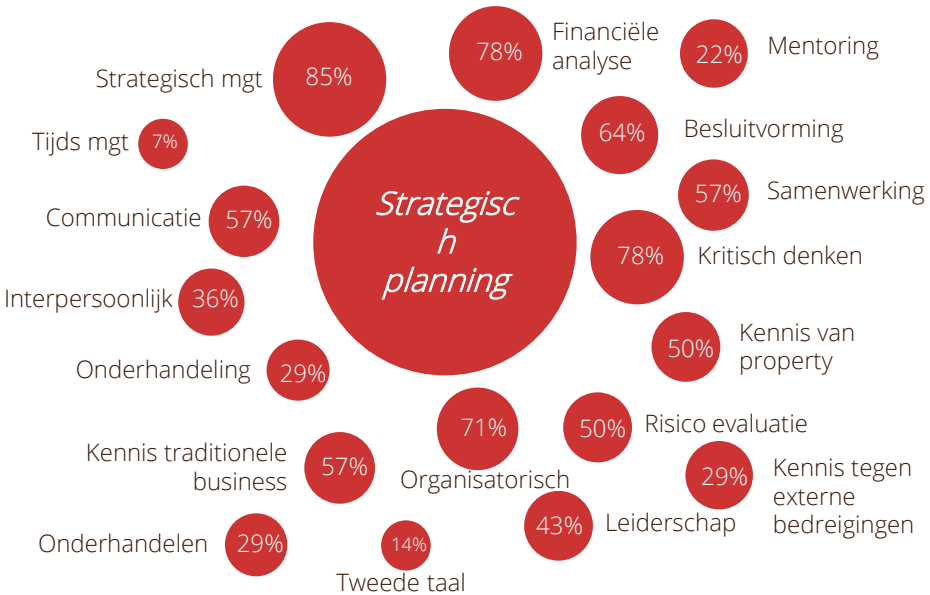 Financiële
analyse
78%
Mentoring
22%
Strategisch mgt
85%
Besluitvorming
64%
Tijds mgt
7%
Samenwerking
57%
Strategisc
h
planning
Communicatie
57%
Kritisch denken
78%
Interpersoonlijk
36%
Kennis van
property
50%
Onderhandeling
29%
Risico evaluatie
50%
71%
Organisatorisch
Kennis traditionele
business
57%
Kennis tegen
externe
bedreigingen
29%
Leiderschap
43%
Onderhandelen
29%
14%
Tweede taal